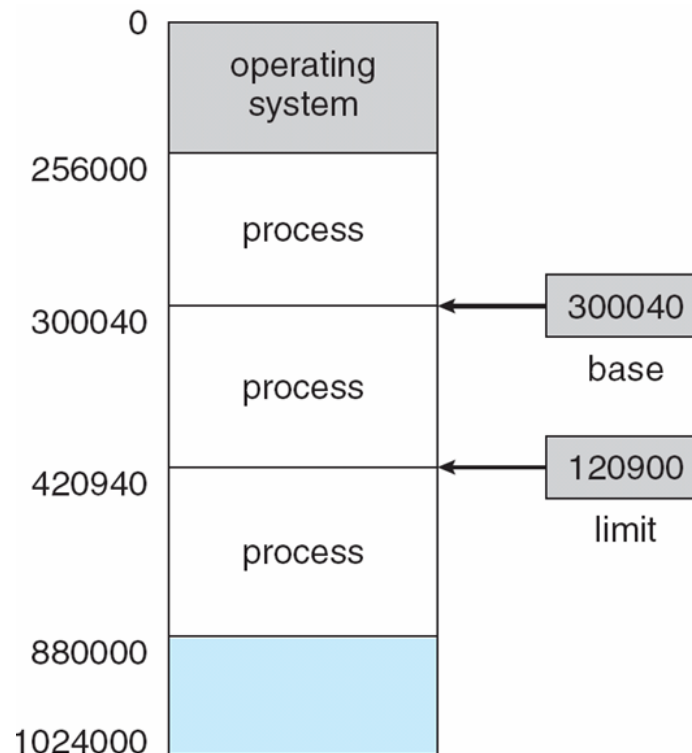 0
operating
system
256000
process
300040
300040
base
process
120900
420940
limit
process
880000
1024000